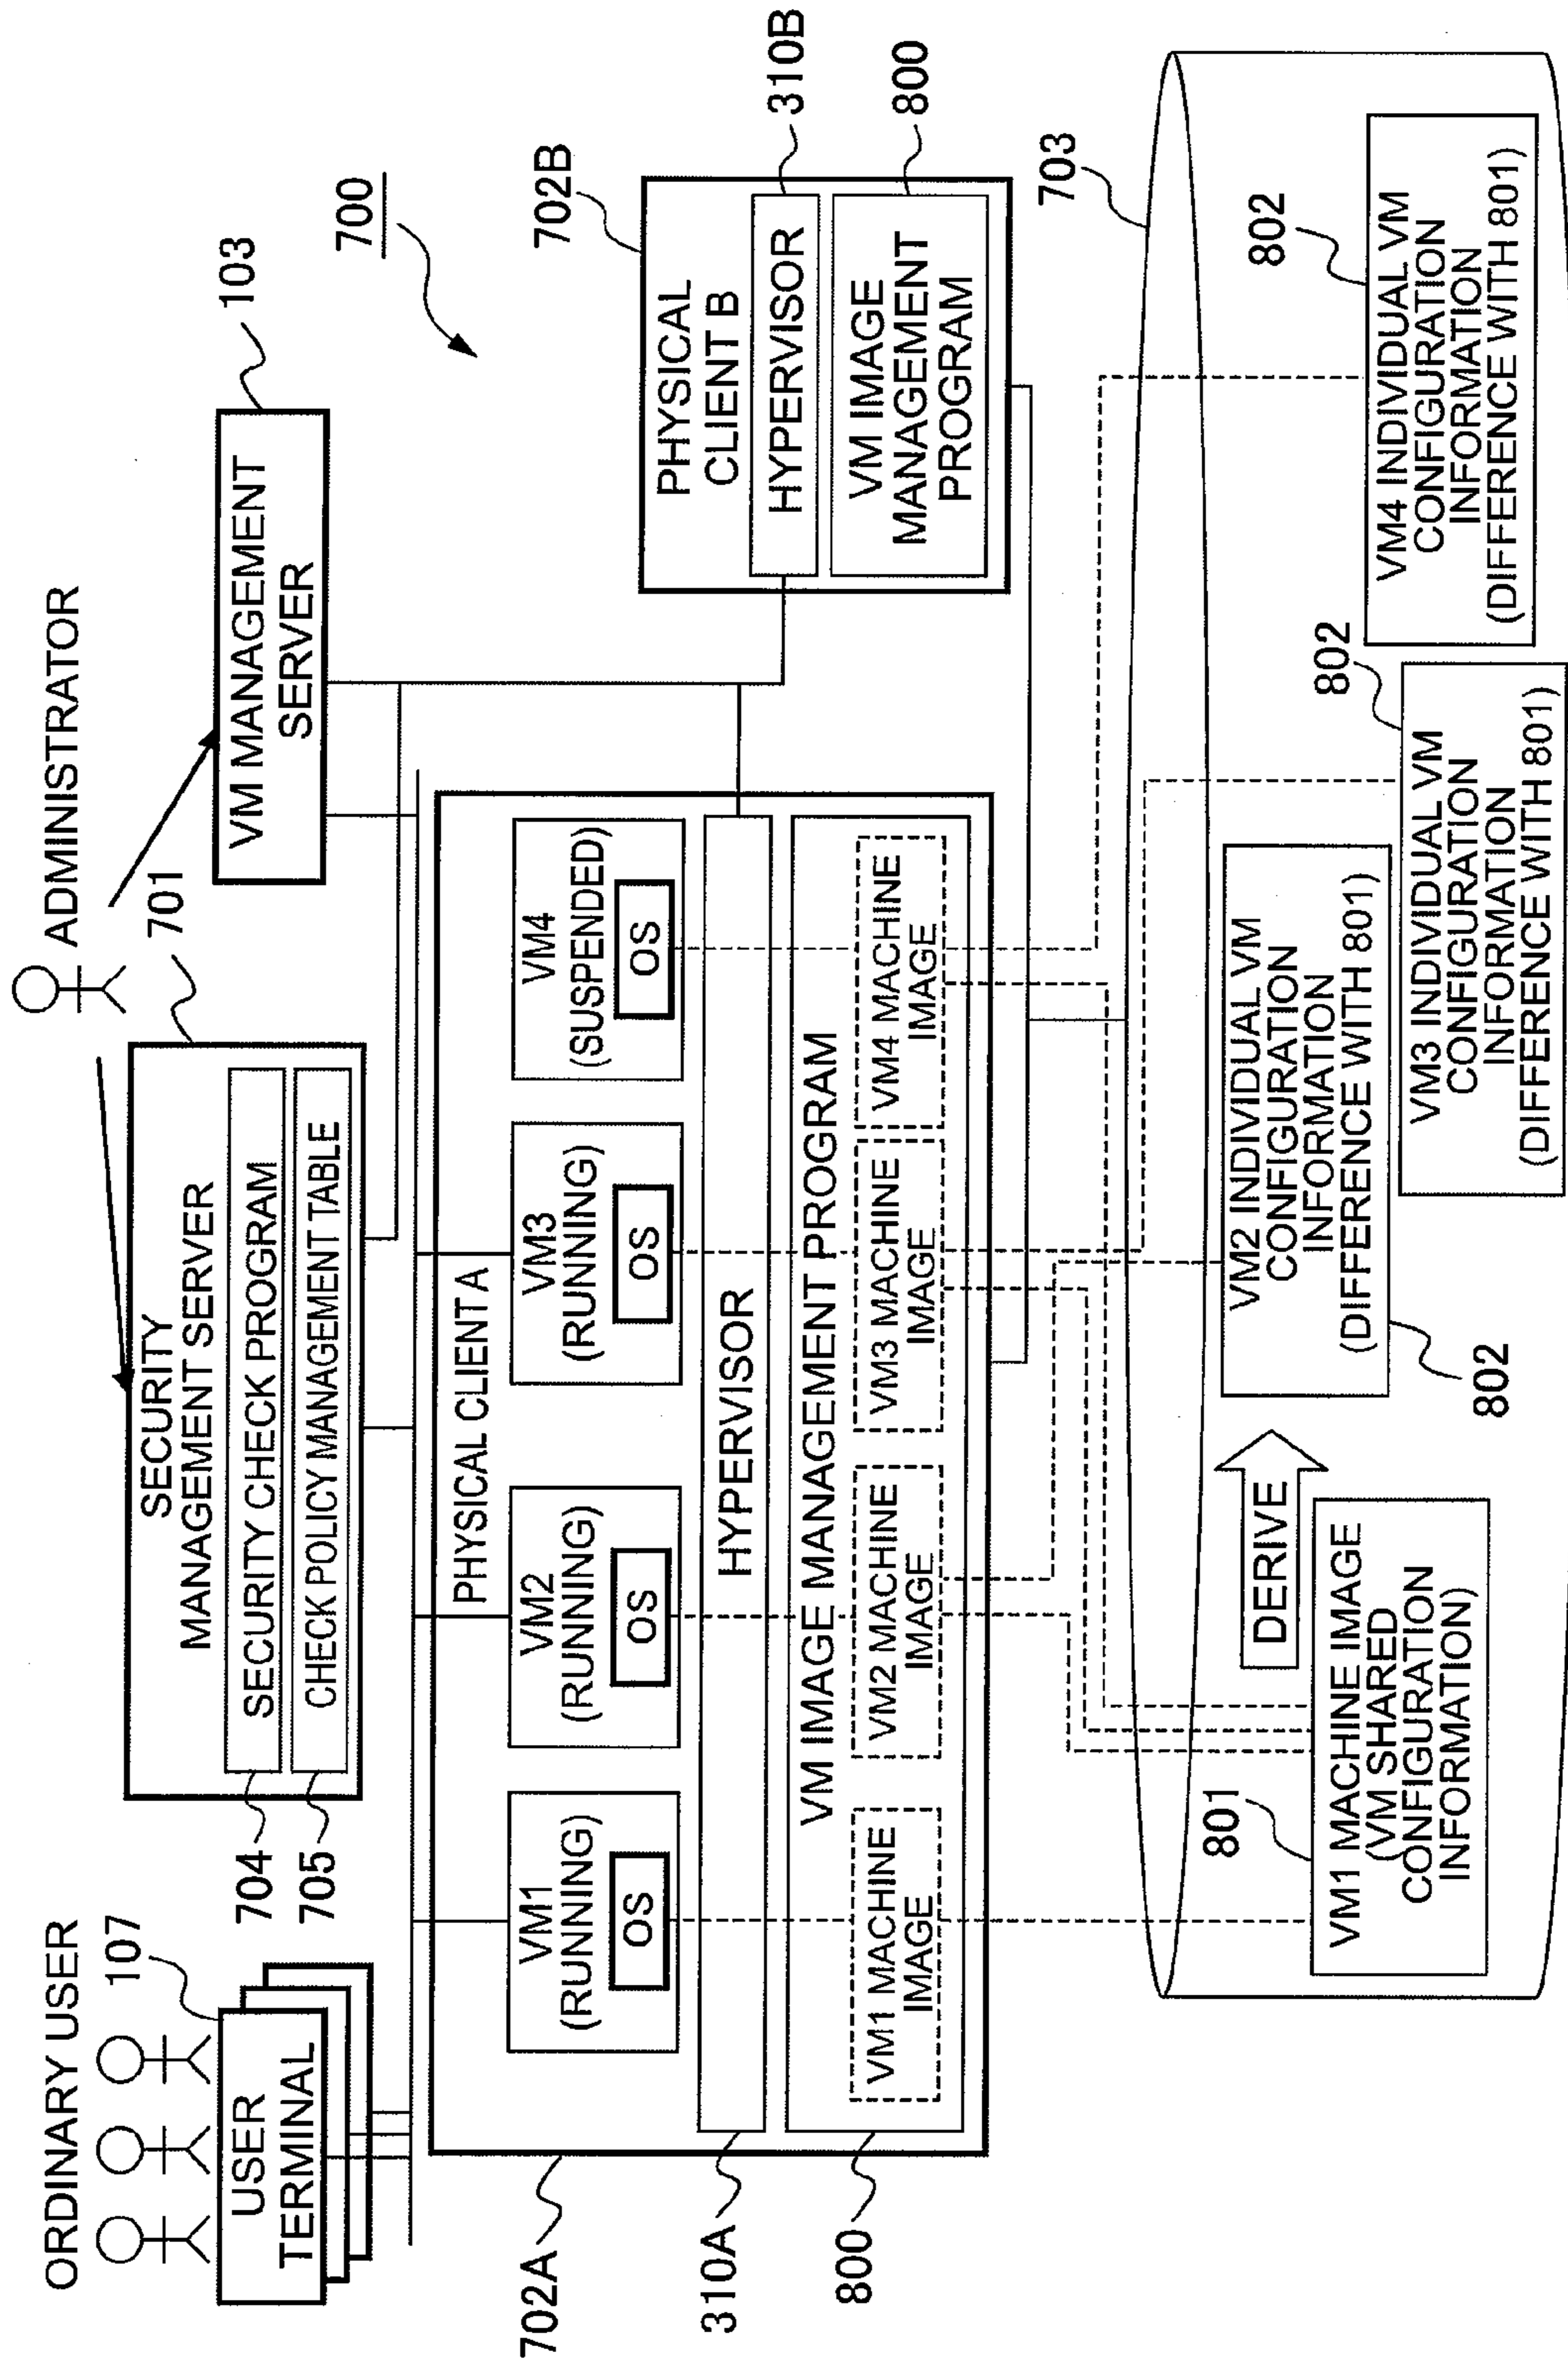 ORDINARY USER
107
USER
TERMINAL
ADMINISTRATOR
701
SECURITY
MANAGEMENT SERVER
SECURITY CHECK PROGRAM
CHECK POLICY MANAGEMENT TABLE
704
705
VM MANAGEMENT
SERVER
103
700
702A
PHYSICAL CLIENT A
VM1
(RUNNING)
OS
VM2
(RUNNING)
OS
VM3
(RUNNING)
OS
VM4
(SUSPENDED)
OS
310A
HYPERVISOR
800
VM IMAGE MANAGEMENT PROGRAM
VM1 MACHINE
IMAGE
VM2 MACHINE
IMAGE
VM3 MACHINE
IMAGE
VM4 MACHINE
IMAGE
702B
PHYSICAL
CLIENT B
HYPERVISOR
310B
VM IMAGE
MANAGEMENT
PROGRAM
800
703
801
VM1 MACHINE IMAGE
(VM SHARED
CONFIGURATION
INFORMATION)
DERIVE
802
VM2 INDIVIDUAL VM
CONFIGURATION
INFORMATION
(DIFFERENCE WITH 801)
802
VM3 INDIVIDUAL VM
CONFIGURATION
INFORMATION
(DIFFERENCE WITH 801)
802
VM4 INDIVIDUAL VM
CONFIGURATION
INFORMATION
(DIFFERENCE WITH 801)